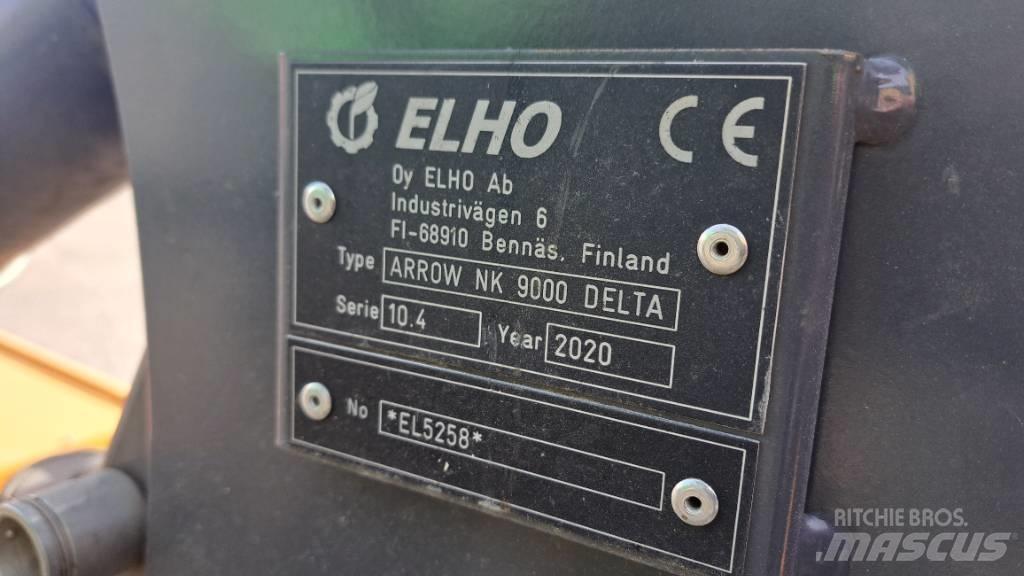 ELHO CE
Oy ELHO Ab
Industrivägen 6
FI-68910 Bennäs. Finland
Type ARROW NK 9000 DELTA
Serie 10.4 Year 2020
No *EL5258*
RITCHIE BROS.
MASCUS